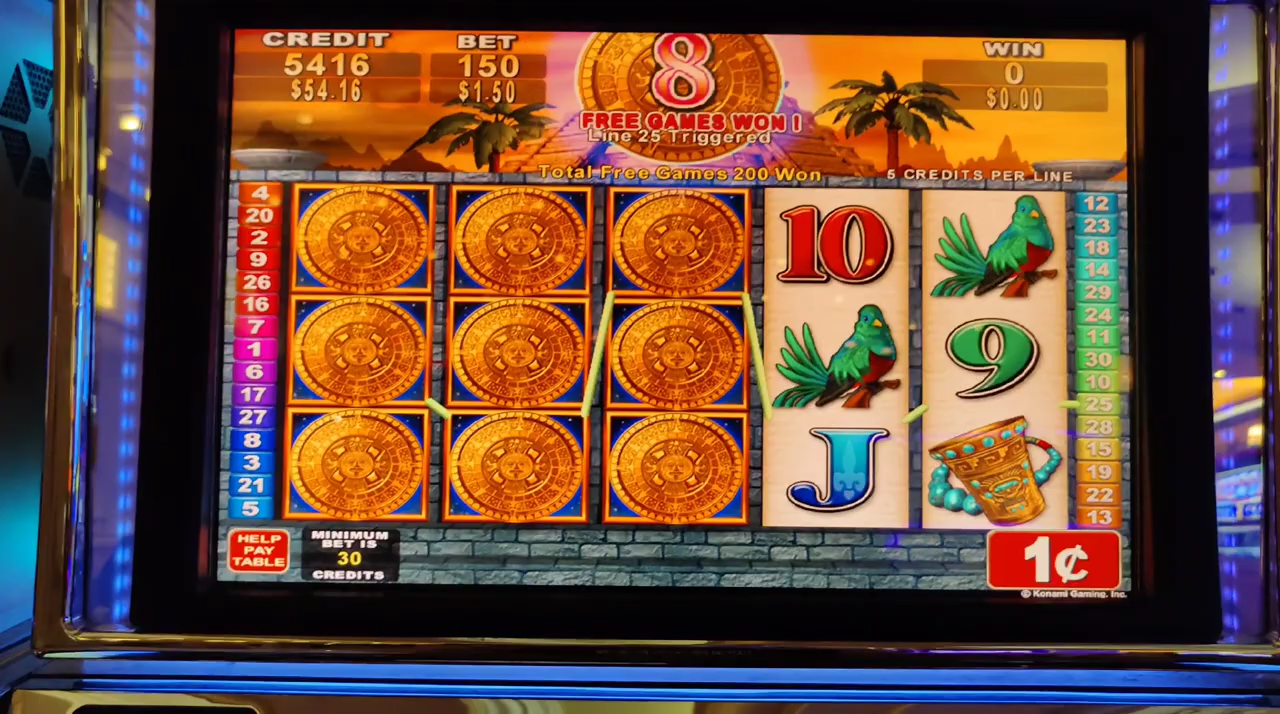 CREDIT
5416
$54.16
BET
150
$1.50
8
FREE GAMES WON !
Line 25 Triggered
WIN
0
$0.00
Total Free Games 200 Won
5 CREDITS PER LINE
4
20
2
9
26
16
7
1
6
17
27
8
3
21
5
10
J
9
12
23
18
14
29
24
11
30
10
25
28
15
19
22
13
HELP
PAY
TABLE
MINIMUM
BET IS
30
CREDITS
1¢
© Konami Gaming, Inc.